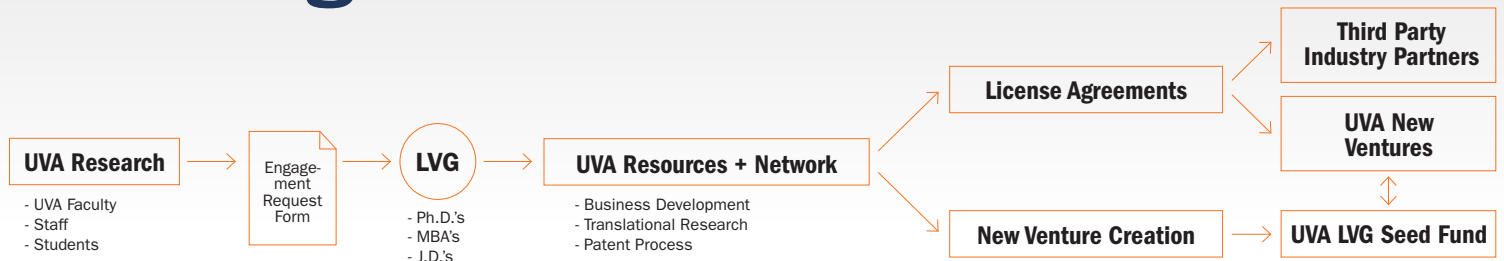 UVA Research
- UVA Faculty
- Staff
- Students
Engage-
ment
Request
Form
LVG
- Ph.D.'s
- MBA's
- J.D.'s
UVA Resources + Network
- Business Development
- Translational Research
- Patent Process
License Agreements
New Venture Creation
Third Party
Industry Partners
UVA New
Ventures
UVA LVG Seed Fund